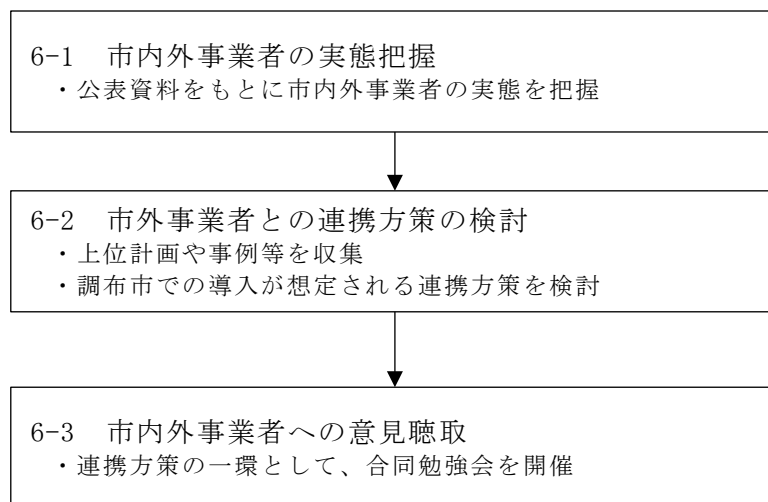 6-1　市内外事業者の実態把握
・公表資料をもとに市内外事業者の実態を把握
6-2　市外事業者との連携方策の検討
・上位計画や事例等を収集
・調布市での導入が想定される連携方策を検討
6-3　市内外事業者への意見聴取
・連携方策の一環として、合同勉強会を開催